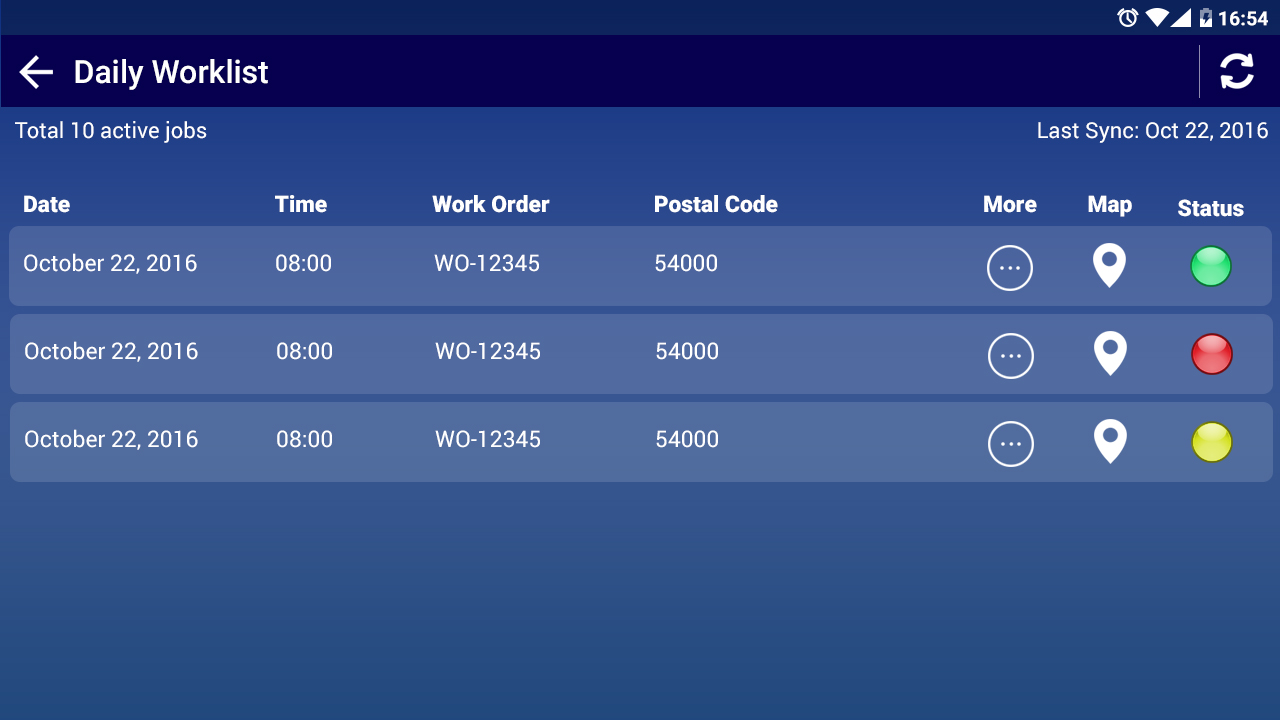 16:54
Daily Worklist
Total 10 active jobs Last Sync: Oct 22, 2016
Date Time Work Order Postal Code More Map Status
October 22, 2016 08:00 WO-12345 54000
October 22, 2016 08:00 WO-12345 54000
October 22, 2016 08:00 WO-12345 54000